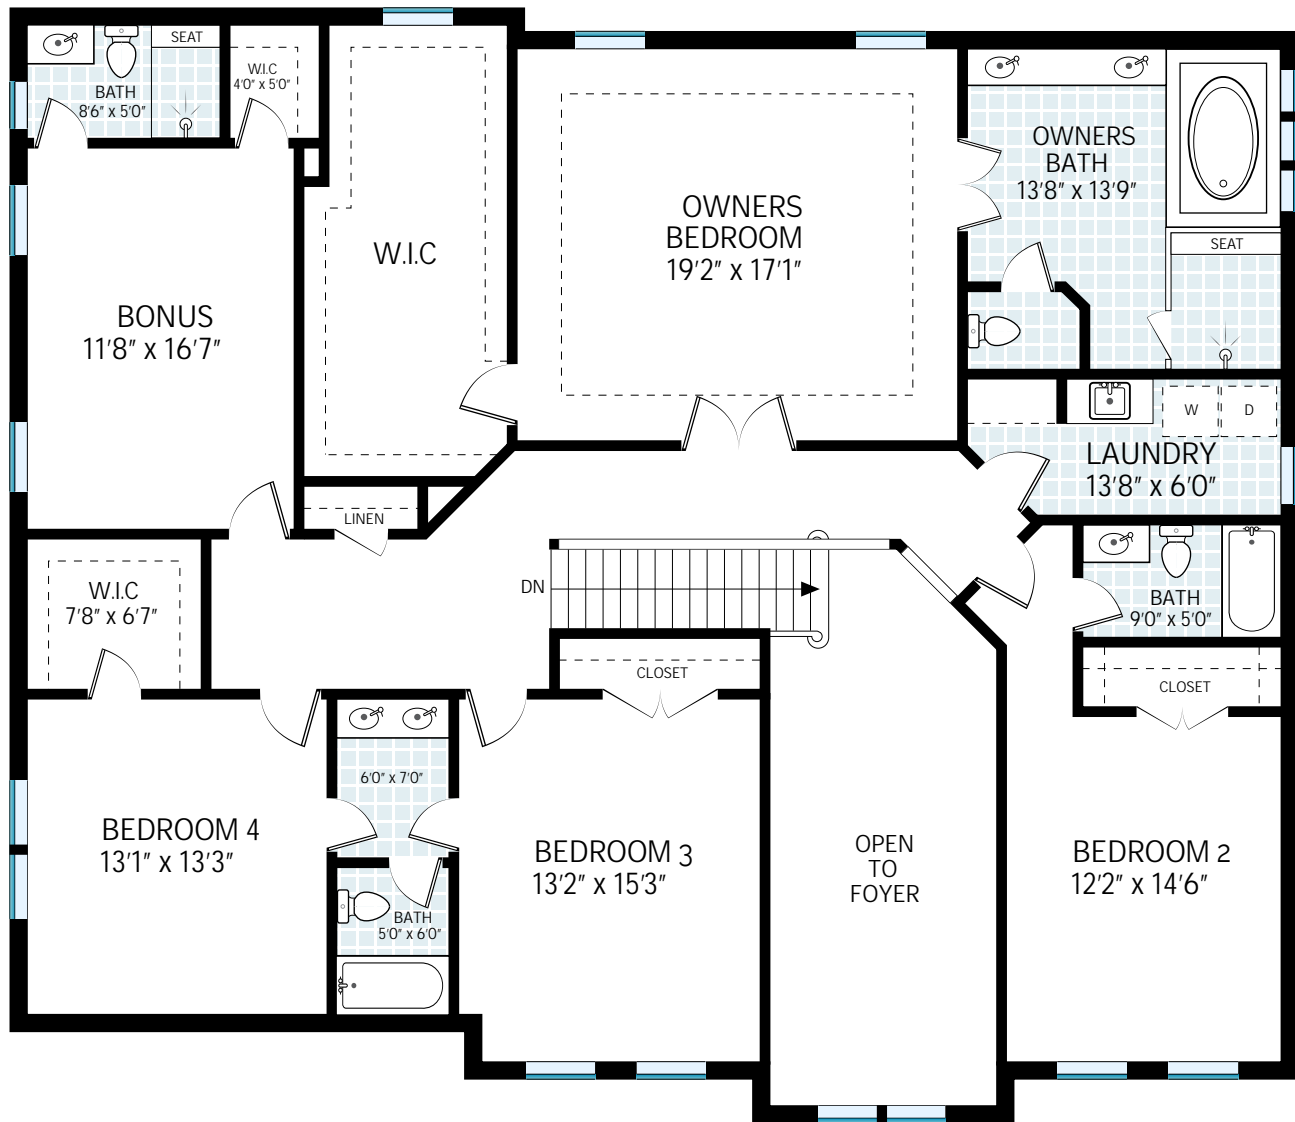 SEAT
BATH
8'6" x 5'0"
W.I.C
4'0" x 5'0"
OWNERS
BATH
13'8" x 13'9"
OWNERS
BEDROOM
19'2" x 17'1"
W.I.C
SEAT
BONUS
11'8" x 16'7"
W
D
LAUNDRY
13'8" x 6'0"
LINEN
DN
W.I.C
7'8" x 6'7"
BATH
9'0" x 5'0"
CLOSET
CLOSET
6'0" x 7'0"
BEDROOM 4
13'1" x 13'3"
BEDROOM 3
13'2" x 15'3"
OPEN
TO
FOYER
BEDROOM 2
12'2" x 14'6"
BATH
5'0" x 6'0"